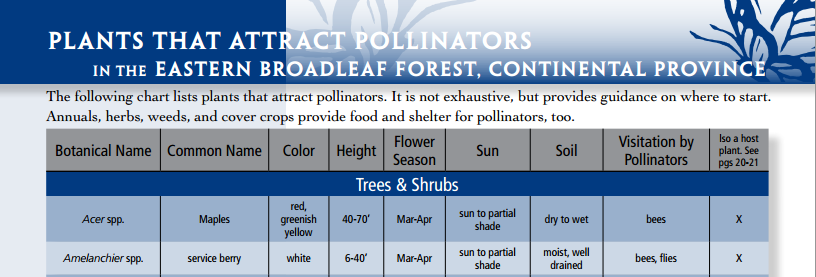 PLANTS THAT ATTRACT POLLINATORS
IN THE EASTERN BROADLEAF FOREST, CONTINENTAL PROVINCE
The following chart lists plants that attract pollinators. It is not exhaustive, but provides guidance on where to start.
Annuals, herbs, weeds, and cover crops provide food and shelter for pollinators, too.
Botanical Name Common Name Color Height Flower Season Sun Soil Visitation by Pollinators lso a host plant. See pgs 20-21
Trees & Shrubs
Acer spp. Maples red, greenish yellow 40-70' Mar-Apr sun to partial shade dry to wet bees X
Amelanchier spp. service berry white 6-40' Mar-Apr sun to partial shade moist, well drained bees, flies X